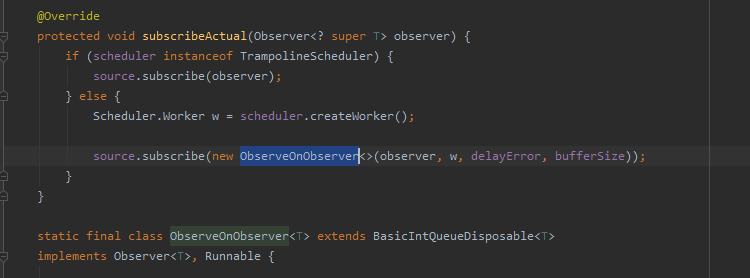 @Override
protected void subscribeActual(Observer<? super T> observer) {
if (scheduler instanceof TrampolineScheduler) {
source.subscribe(observer);
} else {
Scheduler.Worker w = scheduler.createWorker();
source.subscribe(new ObserveOnObserver<>(observer, w, delayError, bufferSize));
}
}
static final class ObserveOnObserver<T> extends BasicIntQueueDisposable<T>
implements Observer<T>, Runnable {